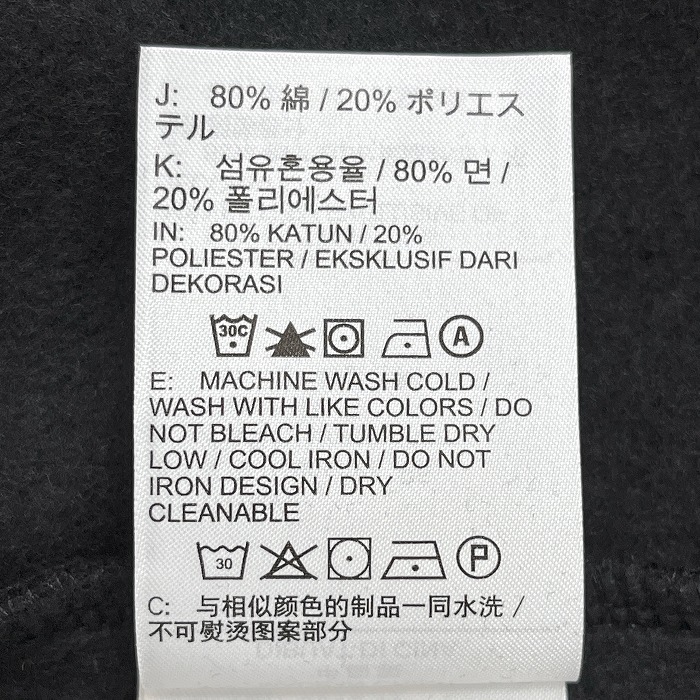 J: 80% 綿 / 20% ポリエス
テル
K: 섬유혼용율 / 80% 면 /
20% 폴리에스터
IN: 80% KATUN / 20%
POLIESTER / EKSKLUSIF DARI
DEKORASI
30C A
E: MACHINE WASH COLD /
WASH WITH LIKE COLORS / DO
NOT BLEACH / TUMBLE DRY
LOW / COOL IRON / DO NOT
IRON DESIGN / DRY
CLEANABLE
30 P
C: 与相似颜色的制品一同水洗 /
不可熨烫图案部分